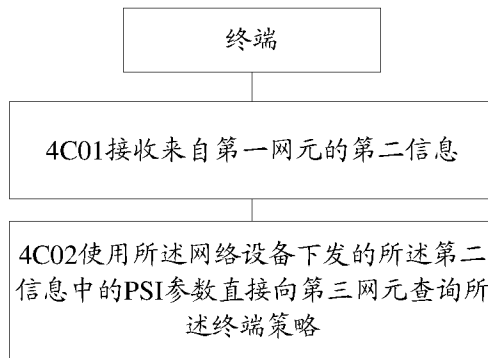 终端
4C01接收来自第一网元的第二信息
4C02使用所述网络设备下发的所述第二
信息中的PSI参数直接向第三网元查询所
述终端策略